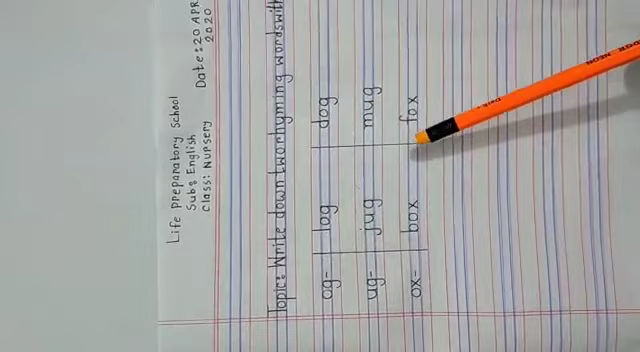 Life Preparatory School
Sub: English
Class: Nursery
Date: 20 APR
2020
Topic: Write down two rhyming words with
og- log dog
ug- jug mug
ox- box fox